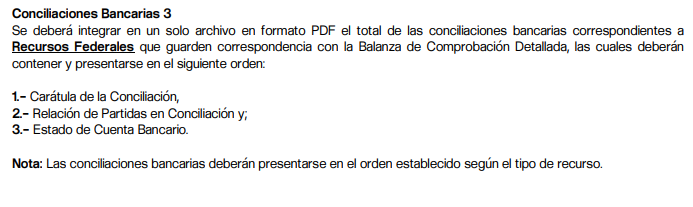 Conciliaciones Bancarias 3
Se deberá integrar en un solo archivo en formato PDF el total de las conciliaciones bancarias correspondientes a
Recursos Federales que guarden correspondencia con la Balanza de Comprobación Detallada, las cuales deberán
contener y presentarse en el siguiente orden:
1.- Carátula de la Conciliación,
2.- Relación de Partidas en Conciliación y;
3.- Estado de Cuenta Bancario.
Nota: Las conciliaciones bancarias deberán presentarse en el orden establecido según el tipo de recurso.